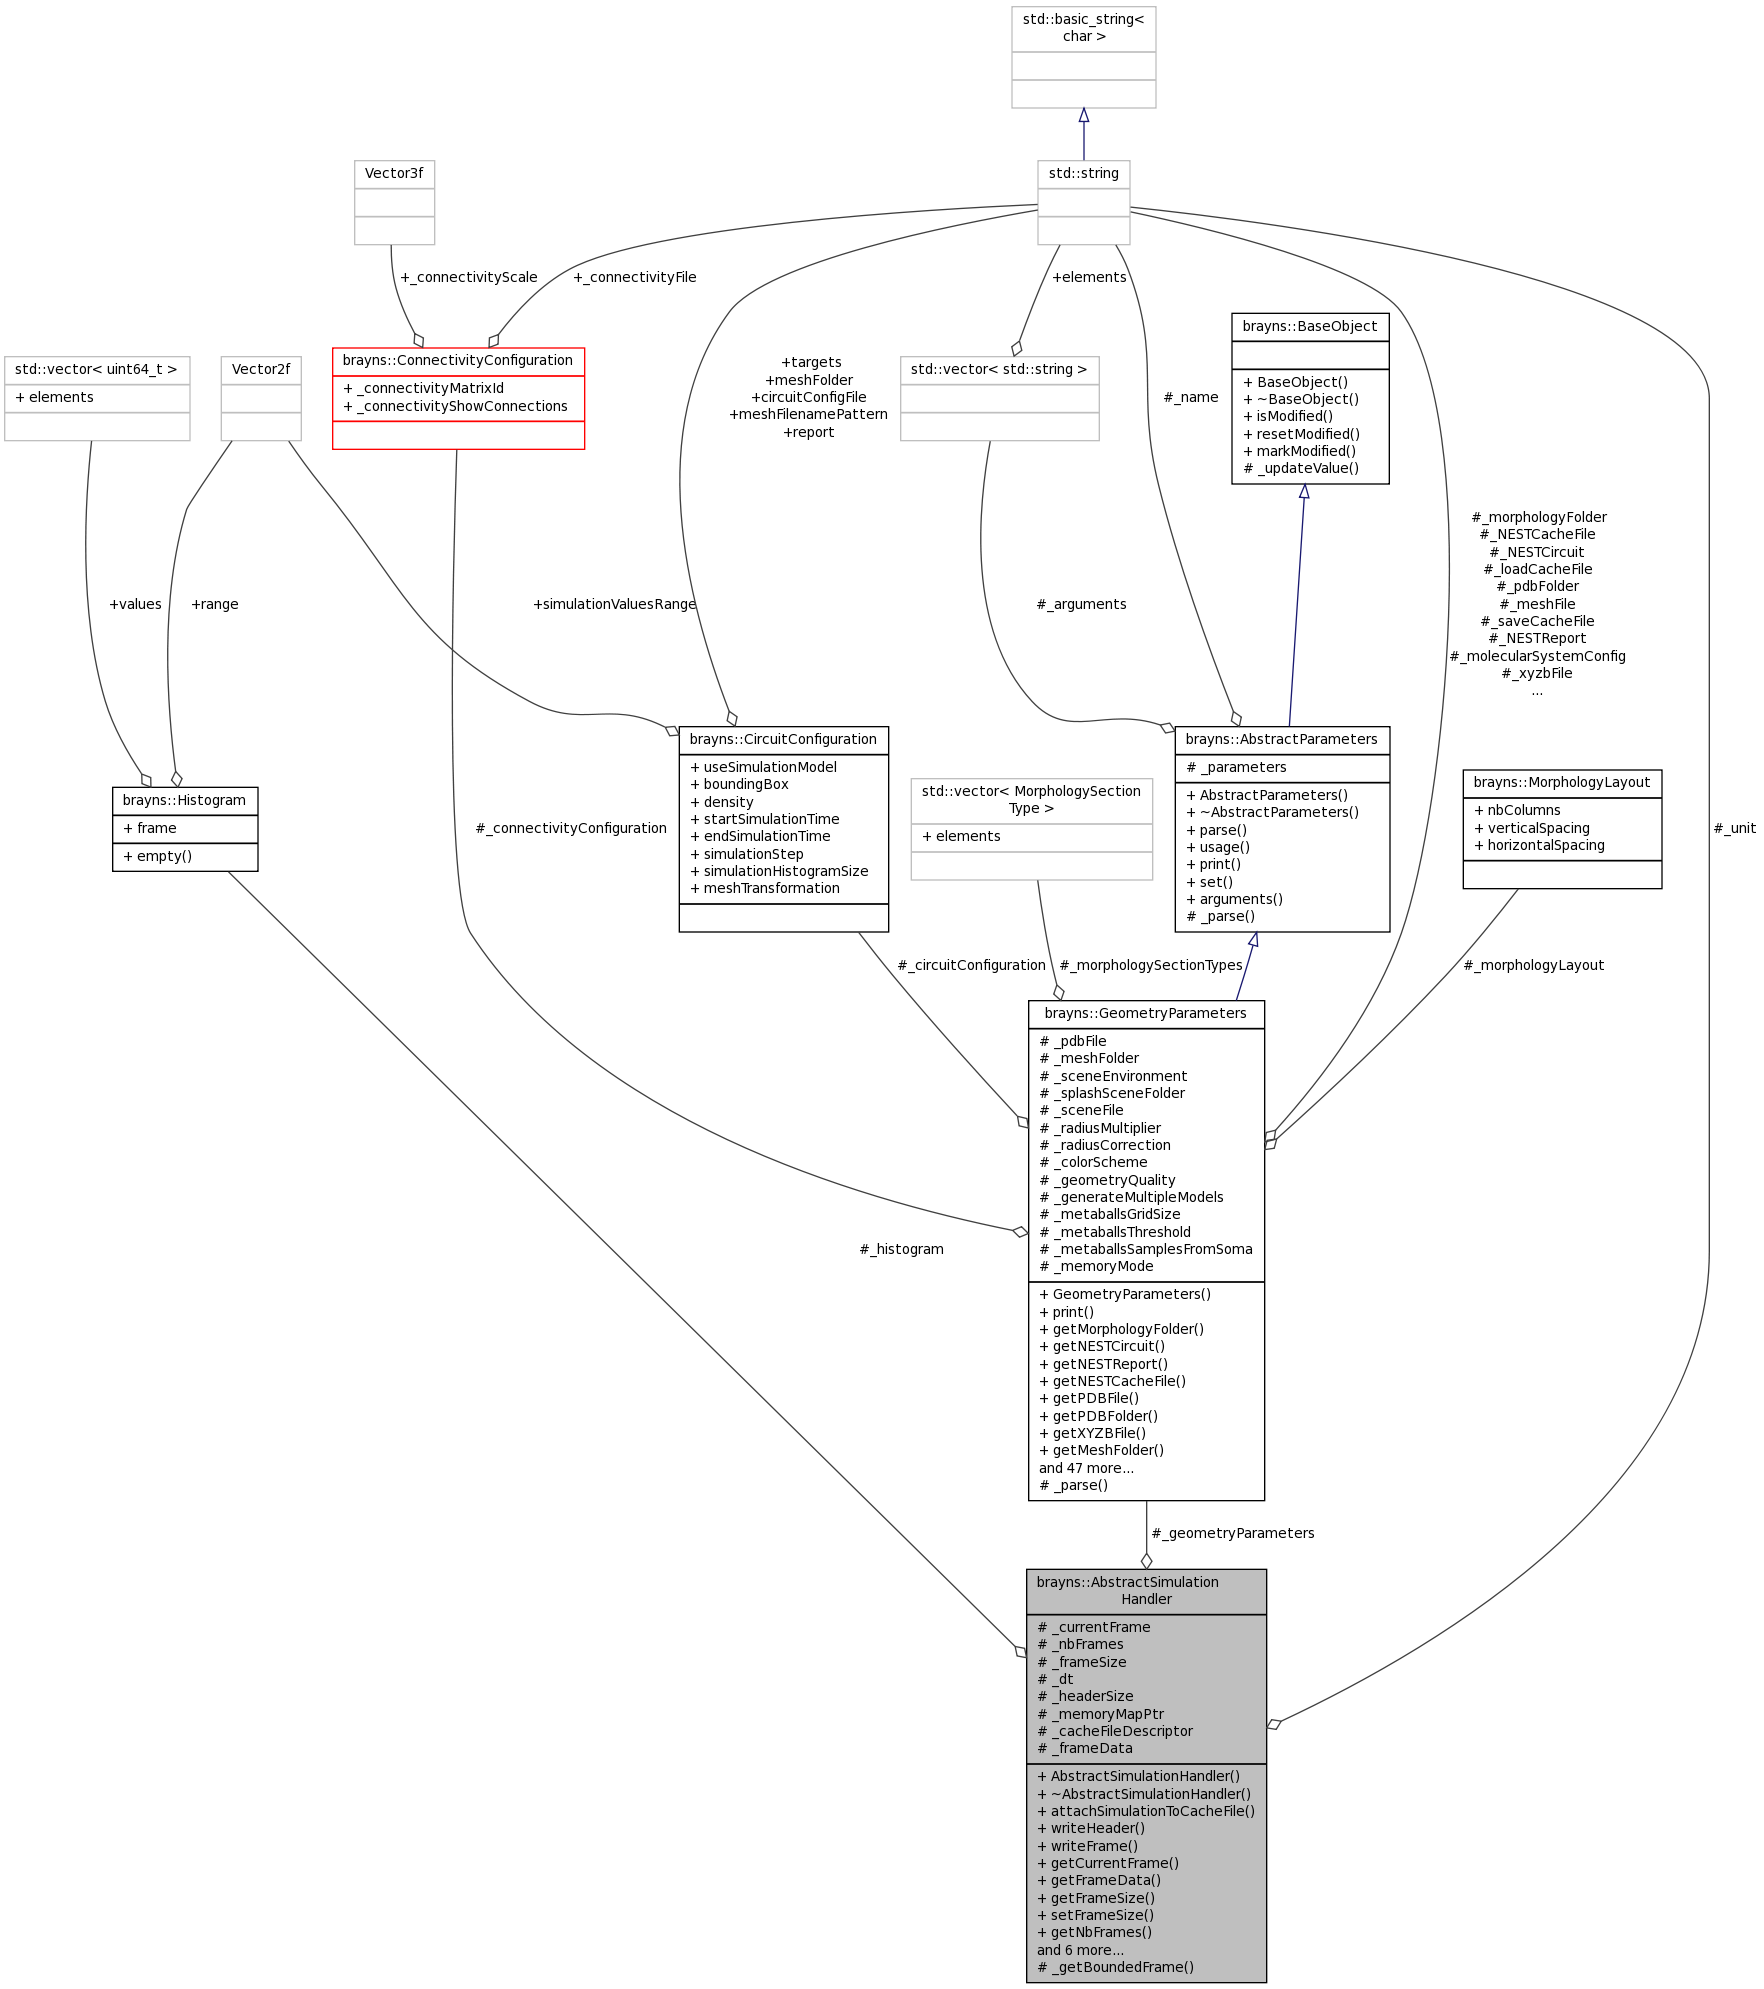 std::basic_string<
char >
Vector3f
std::string
+_connectivityScale
+_connectivityFile
+elements
brayns::BaseObject
+ BaseObject()
+ ~BaseObject()
+ isModified()
+ resetModified()
+ markModified()
# _updateValue()
std::vector< uint64_t >
+ elements
Vector2f
brayns::ConnectivityConfiguration
+ _connectivityMatrixId
+ _connectivityShowConnections
+targets
+meshFolder
+circuitConfigFile
+meshFilenamePattern
+report
std::vector< std::string >
#_name
#_morphologyFolder
#_NESTCacheFile
#_NESTCircuit
#_loadCacheFile
#_pdbFolder
#_meshFile
#_saveCacheFile
#_NESTReport
#_molecularSystemConfig
#_xyzbFile
...
+values
+range
+simulationValuesRange
#_arguments
brayns::Histogram
+ frame
+ empty()
#_connectivityConfiguration
brayns::CircuitConfiguration
+ useSimulationModel
+ boundingBox
+ density
+ startSimulationTime
+ endSimulationTime
+ simulationStep
+ simulationHistogramSize
+ meshTransformation
std::vector< MorphologySection
Type >
+ elements
brayns::AbstractParameters
# _parameters
+ AbstractParameters()
+ ~AbstractParameters()
+ parse()
+ usage()
+ print()
+ set()
+ arguments()
# _parse()
brayns::MorphologyLayout
+ nbColumns
+ verticalSpacing
+ horizontalSpacing
#_unit
#_circuitConfiguration
#_morphologySectionTypes
#_morphologyLayout
brayns::GeometryParameters
# _pdbFile
# _meshFolder
# _sceneEnvironment
# _splashSceneFolder
# _sceneFile
# _radiusMultiplier
# _radiusCorrection
# _colorScheme
# _geometryQuality
# _generateMultipleModels
# _metaballsGridSize
# _metaballsThreshold
# _metaballsSamplesFromSoma
# _memoryMode
+ GeometryParameters()
+ print()
+ getMorphologyFolder()
+ getNESTCircuit()
+ getNESTReport()
+ getNESTCacheFile()
+ getPDBFile()
+ getPDBFolder()
+ getXYZBFile()
+ getMeshFolder()
and 47 more...
# _parse()
#_histogram
#_geometryParameters
brayns::AbstractSimulation
Handler
# _currentFrame
# _nbFrames
# _frameSize
# _dt
# _headerSize
# _memoryMapPtr
# _cacheFileDescriptor
# _frameData
+ AbstractSimulationHandler()
+ ~AbstractSimulationHandler()
+ attachSimulationToCacheFile()
+ writeHeader()
+ writeFrame()
+ getCurrentFrame()
+ getFrameData()
+ getFrameSize()
+ setFrameSize()
+ getNbFrames()
and 6 more...
# _getBoundedFrame()